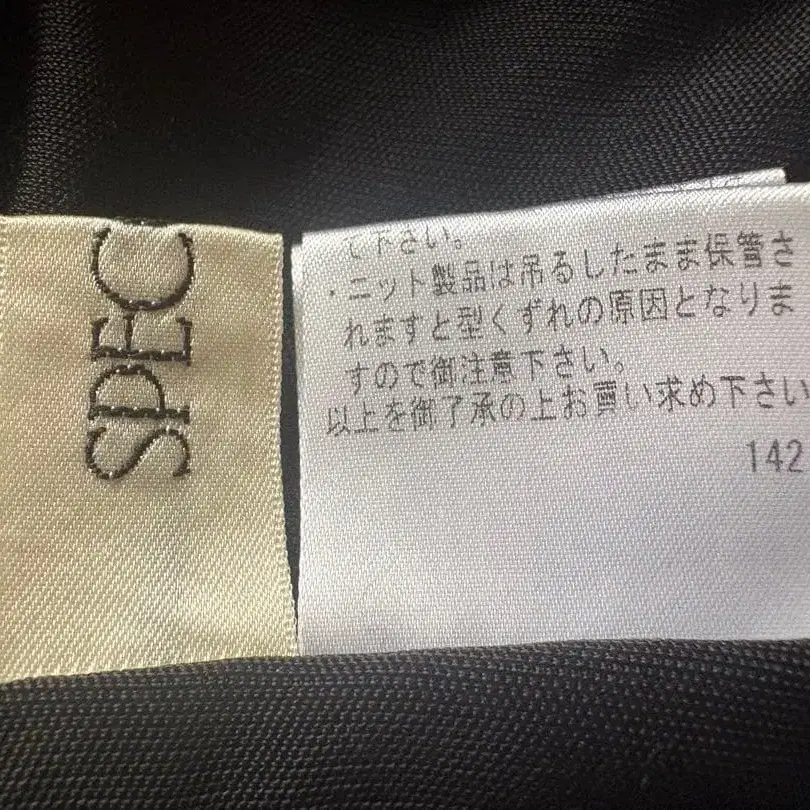 SPEC
て下さい。
・ニット製品は吊るしたまま保管さ
れますと型くずれの原因となりま
すので御注意下さい。
以上を御了承の上お買い求め下さい
142